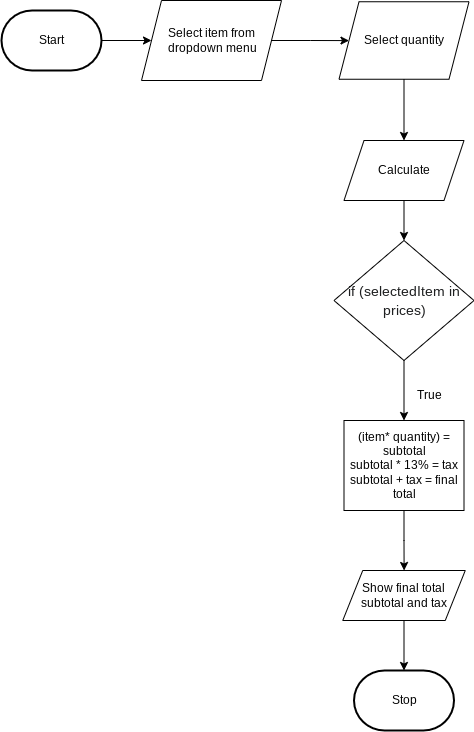 Start
Select item from
dropdown menu
Select quantity
Calculate
if (selectedItem in
prices)
True
(item* quantity) =
subtotal
subtotal * 13% = tax
subtotal + tax = final
total
Show final total
subtotal and tax
Stop